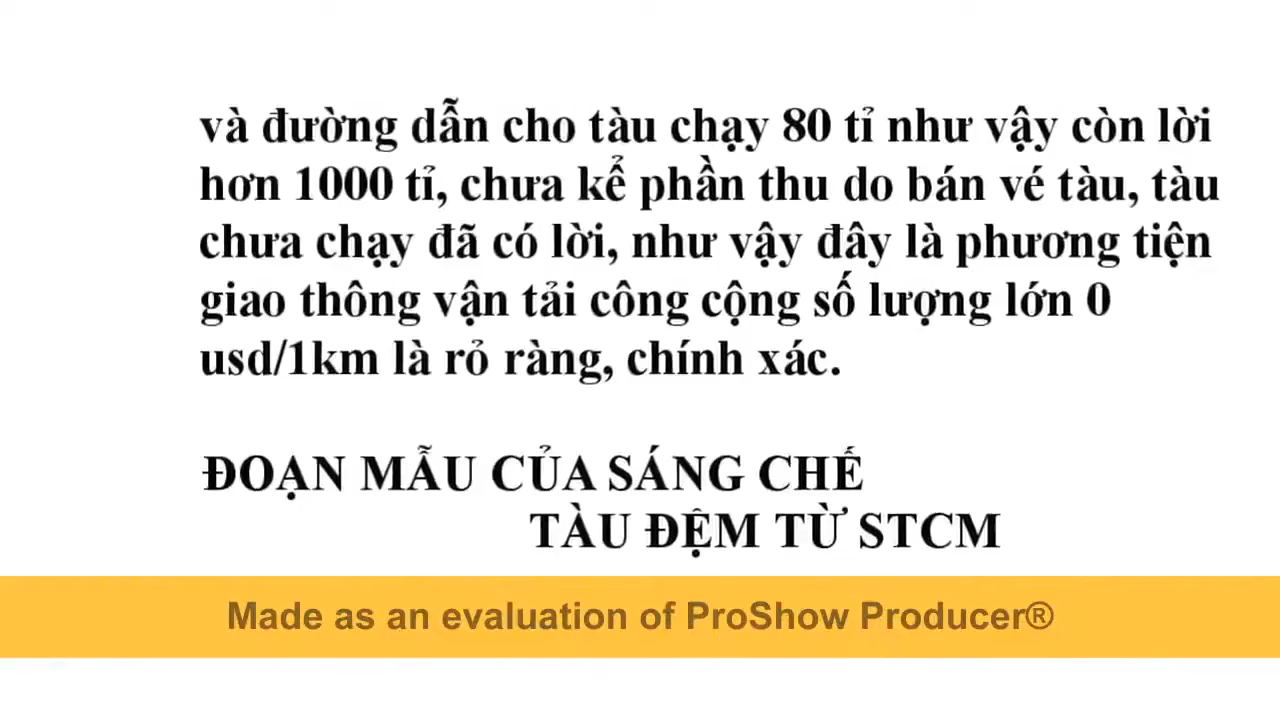 và đường dẫn cho tàu chạy 80 tỉ như vậy còn lời
hơn 1000 tỉ, chưa kể phần thu do bán vé tàu, tàu
chưa chạy đã có lời, như vậy đây là phương tiện
giao thông vận tải công cộng số lượng lớn 0
usd/1km là rỏ ràng, chính xác.
ĐOẠN MẪU CỦA SÁNG CHẾ
TÀU ĐỆM TỪ STCM
Made as an evaluation of ProShow Producer®